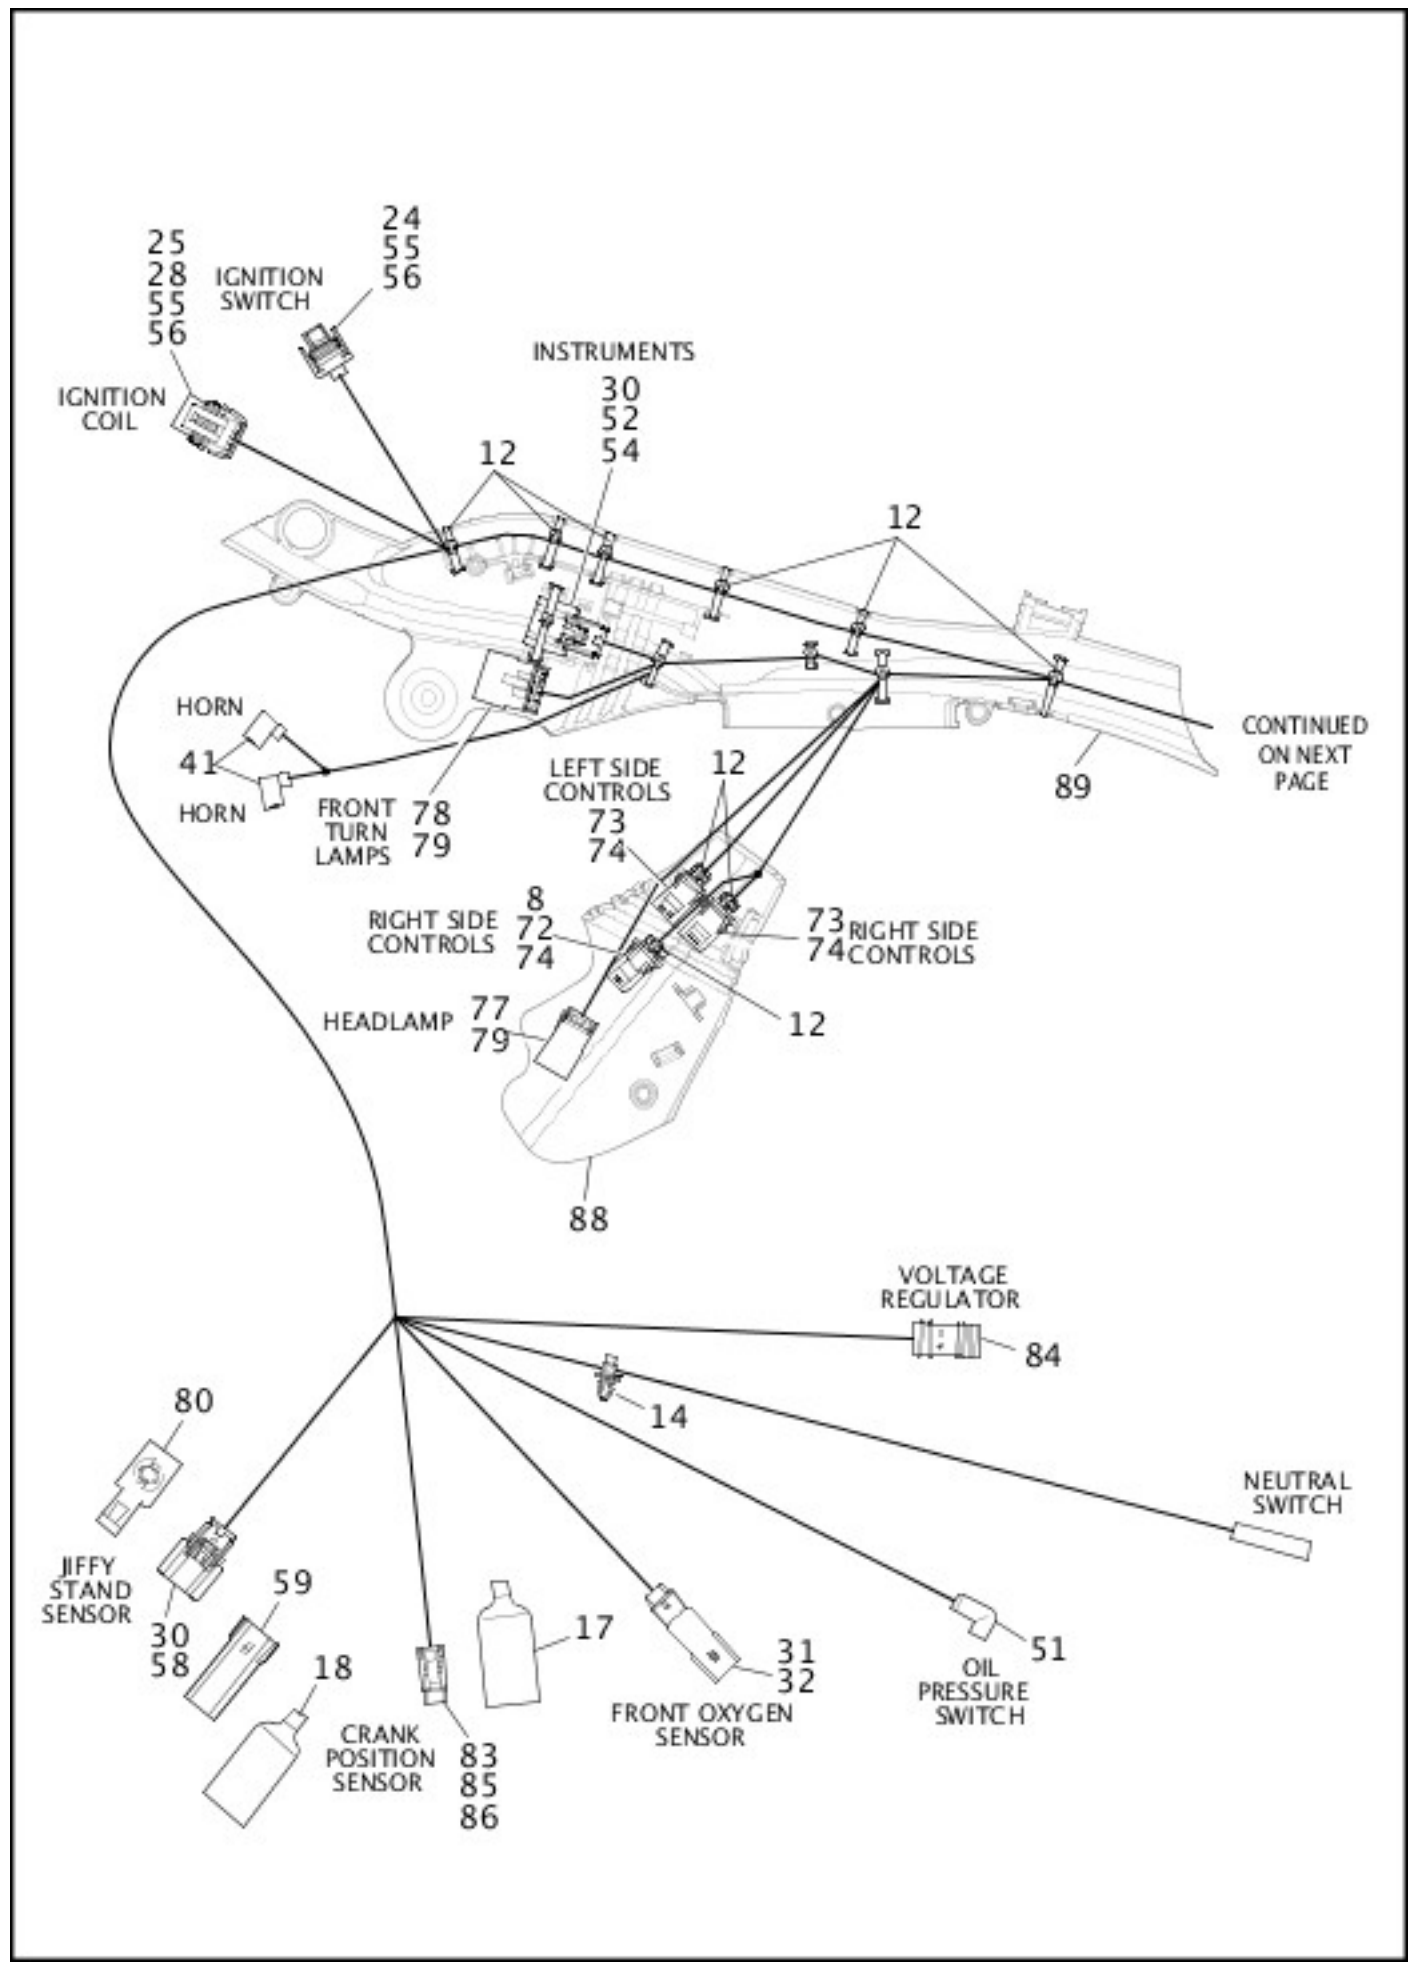 24
55
56
25
28
55
56
IGNITION
SWITCH
INSTRUMENTS
30
52
54
IGNITION
COIL
12
12
HORN
41
HORN
CONTINUED
ON NEXT
PAGE
89
LEFT SIDE
CONTROLS
73
74
12
FRONT
TURN
LAMPS
78
79
8
72
74
RIGHT SIDE
CONTROLS
73
74
RIGHT SIDE
CONTROLS
HEADLAMP
77
79
12
88
VOLTAGE
REGULATOR
84
14
80
NEUTRAL
SWITCH
JIFFY
STAND
SENSOR
30
58
59
18
17
CRANK
POSITION
SENSOR
83
85
86
31
32
FRONT OXYGEN
SENSOR
51
OIL
PRESSURE
SWITCH